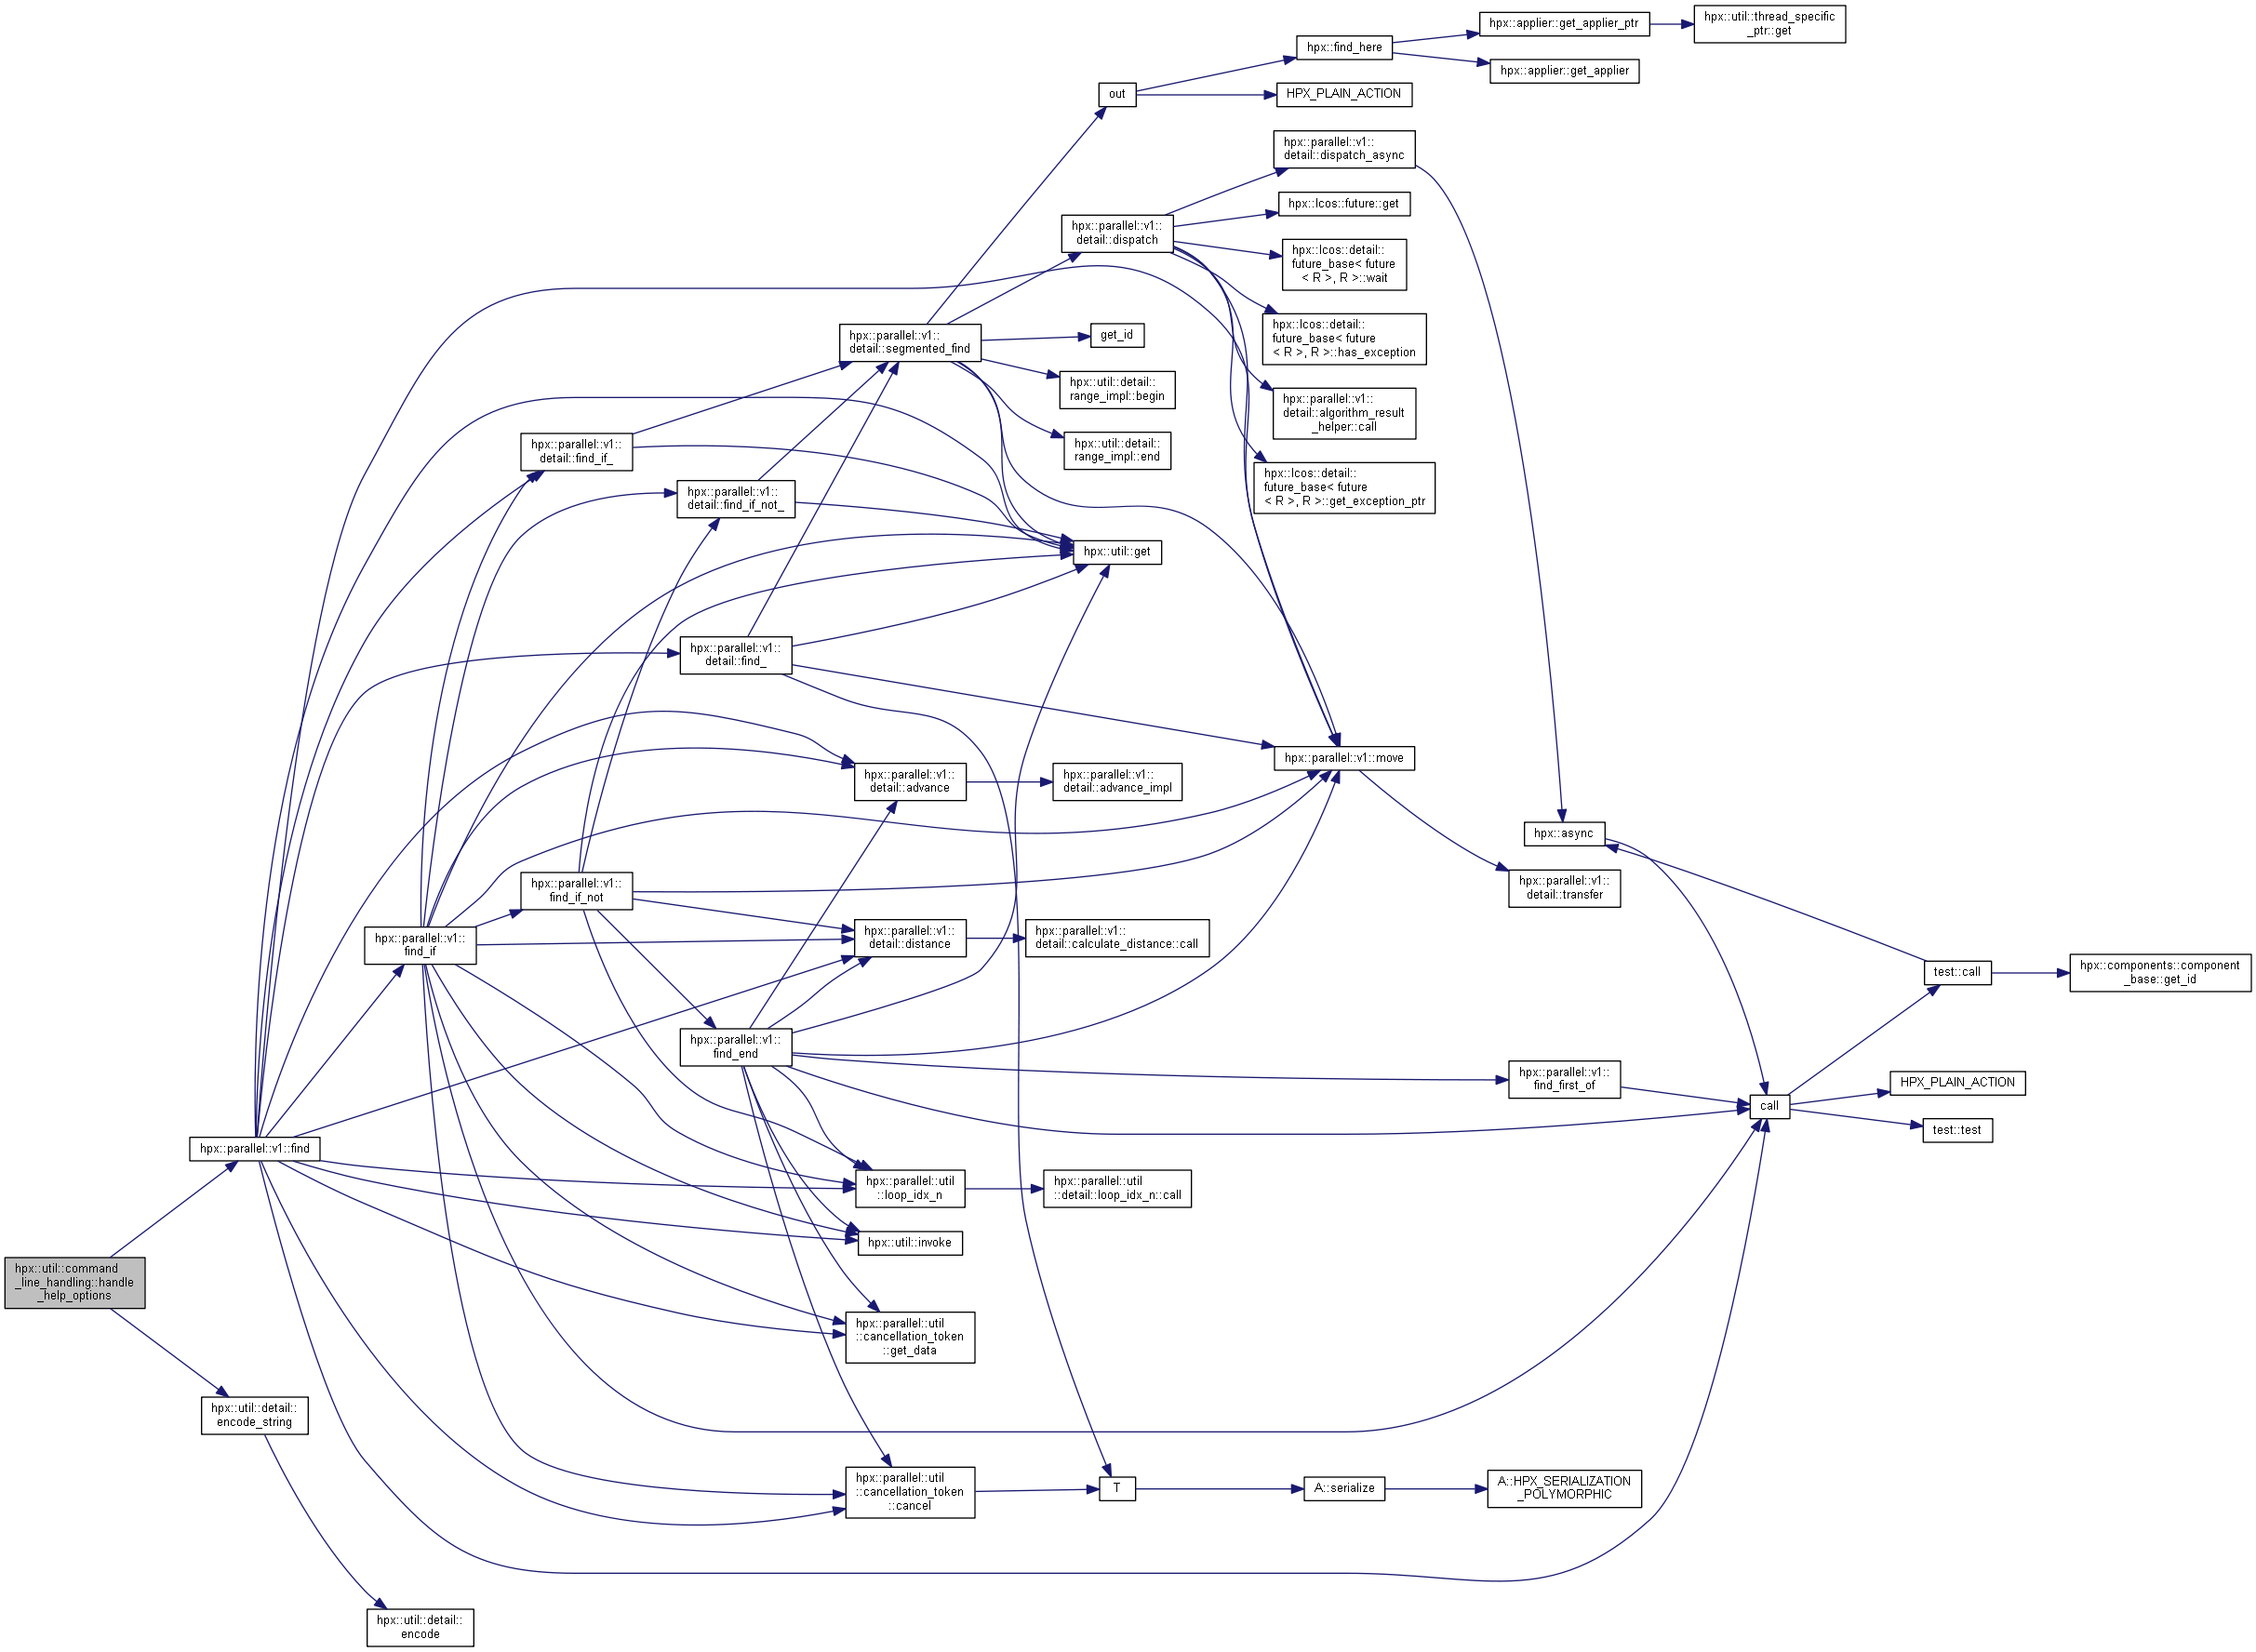 hpx::util::command
_line_handling::handle
_help_options
hpx::parallel::v1::find
hpx::util::detail::
encode_string
hpx::parallel::v1::
find_if
hpx::util::detail::
encode
hpx::parallel::v1::
detail::find_if_
hpx::parallel::v1::
find_if_not
hpx::parallel::v1::
detail::find_if_not_
hpx::parallel::v1::
detail::find_
hpx::parallel::v1::
find_end
hpx::parallel::v1::
detail::segmented_find
hpx::parallel::v1::
detail::advance
hpx::parallel::v1::
detail::distance
hpx::parallel::util
::loop_idx_n
hpx::util::invoke
hpx::parallel::util
::cancellation_token
::get_data
hpx::parallel::util
::cancellation_token
::cancel
out
hpx::parallel::v1::
detail::dispatch
get_id
hpx::util::detail::
range_impl::begin
hpx::util::detail::
range_impl::end
hpx::util::get
hpx::parallel::v1::
detail::advance_impl
hpx::parallel::v1::
detail::calculate_distance::call
hpx::parallel::util
::detail::loop_idx_n::call
T
hpx::find_here
HPX_PLAIN_ACTION
hpx::parallel::v1::
detail::dispatch_async
hpx::lcos::future::get
hpx::lcos::detail::
future_base< future
< R >, R >::wait
hpx::lcos::detail::
future_base< future
< R >, R >::has_exception
hpx::parallel::v1::
detail::algorithm_result
_helper::call
hpx::lcos::detail::
future_base< future
< R >, R >::get_exception_ptr
hpx::parallel::v1::move
A::serialize
hpx::applier::get_applier_ptr
hpx::applier::get_applier
hpx::async
hpx::parallel::v1::
detail::transfer
hpx::parallel::v1::
find_first_of
A::HPX_SERIALIZATION
_POLYMORPHIC
hpx::util::thread_specific
_ptr::get
call
test::call
HPX_PLAIN_ACTION
test::test
hpx::components::component
_base::get_id